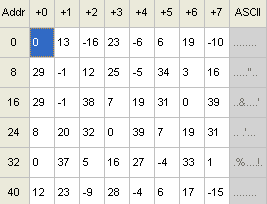 Addr +0 +1 +2 +3 +4 +5 +6 +7 ASCII
0 0 13 -16 23 -6 6 19 -10 ........
8 29 -1 12 25 -5 34 3 16 ....."..
16 29 -1 38 7 19 31 0 39 ..&....'
24 8 20 32 0 39 7 19 31 .. .'...
32 0 37 5 16 27 -4 33 1 .%....!.
40 12 23 -9 28 -4 6 17 -15 ........